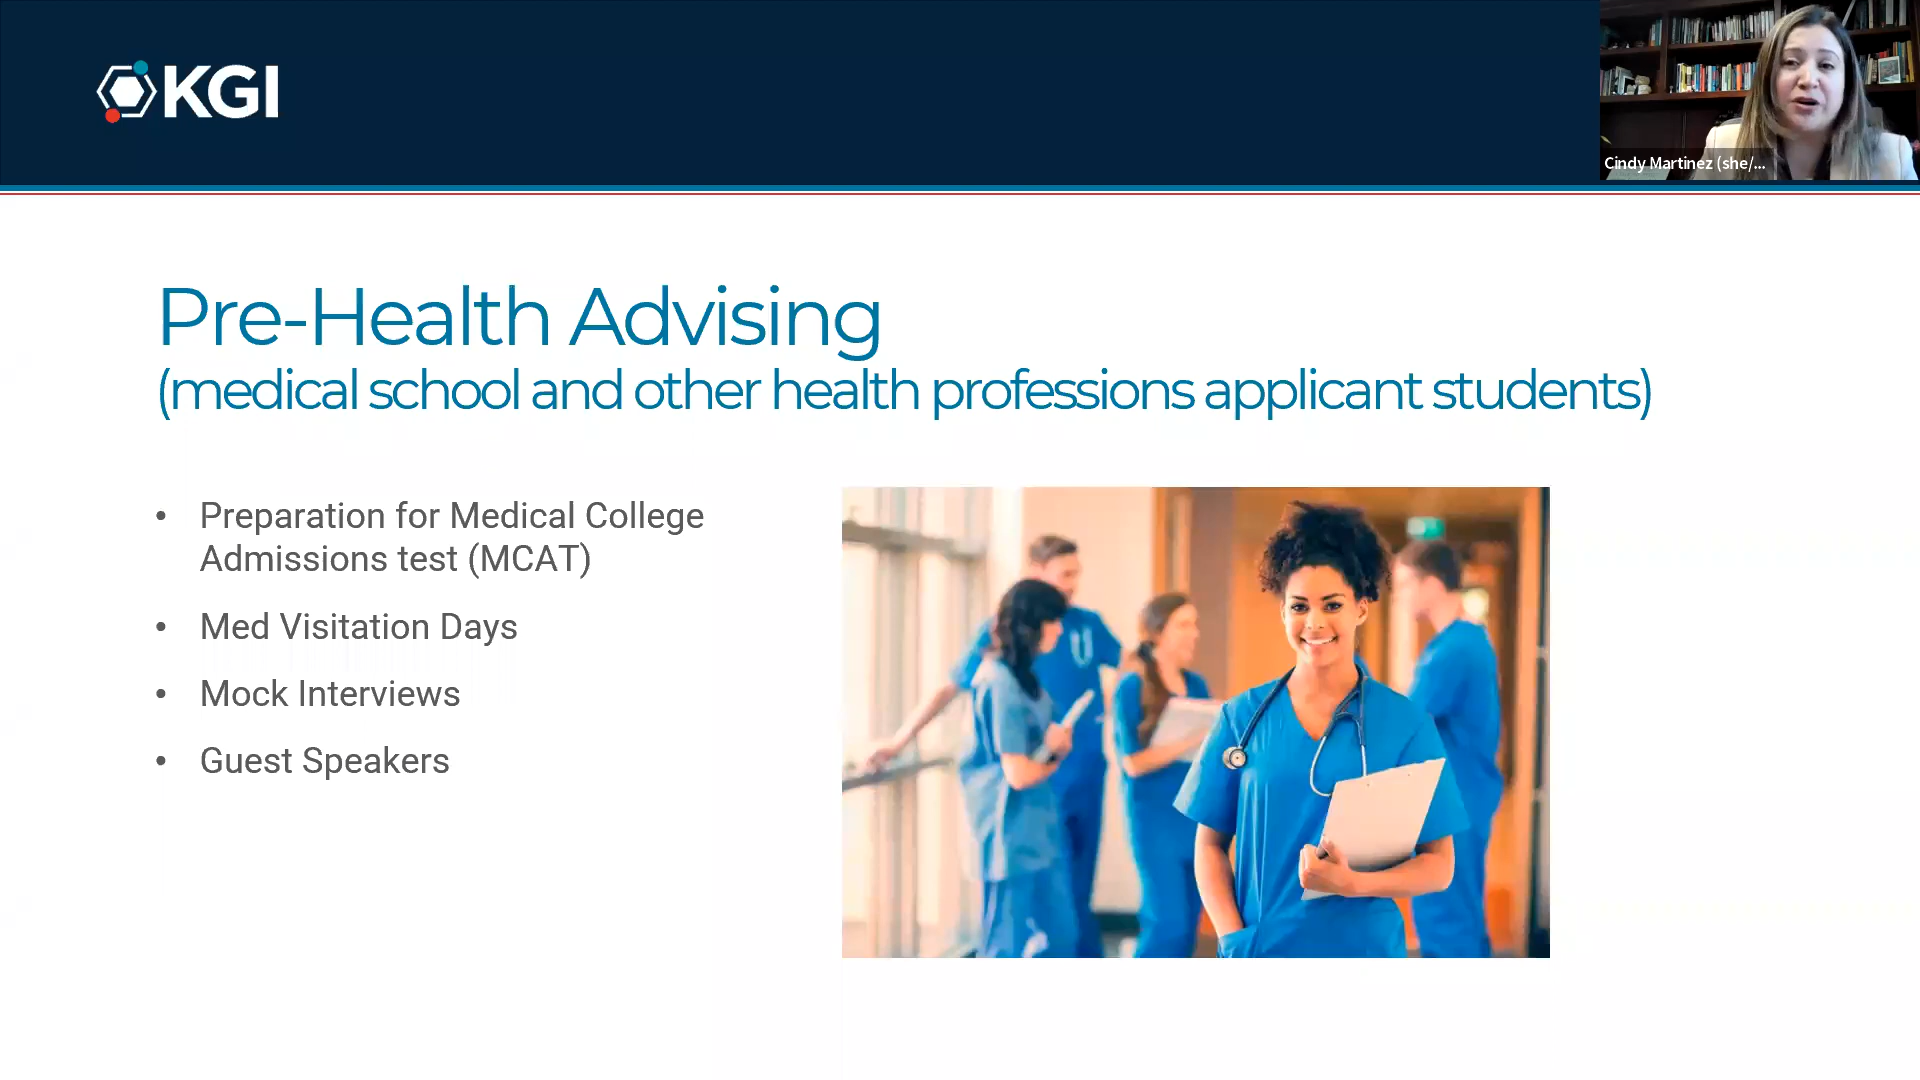 KGI
Cindy Martinez (she/...
Pre-Health Advising
(medical school and other health professions applicant students)
• Preparation for Medical College
Admissions test (MCAT)
• Med Visitation Days
• Mock Interviews
• Guest Speakers